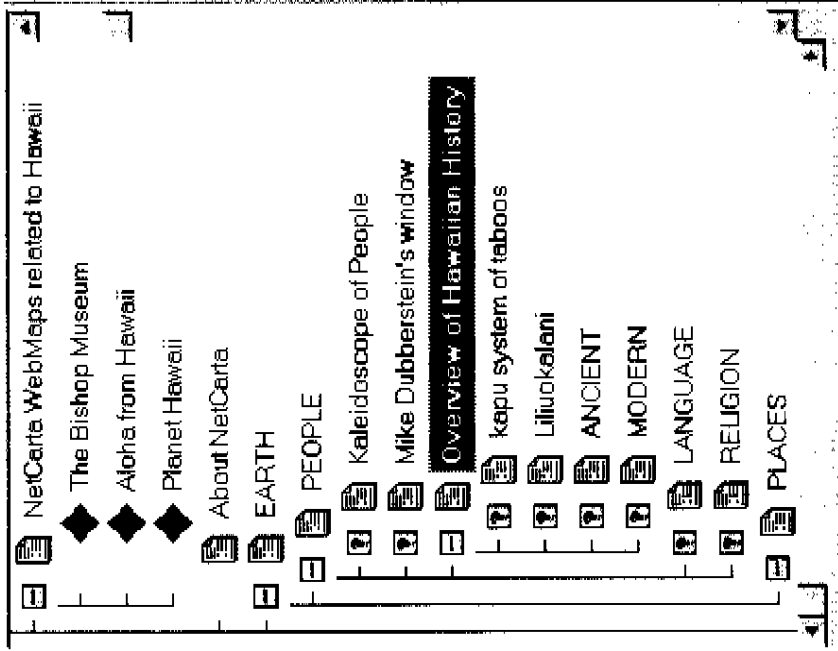 NetCarta WebMaps related to Hawaii
The Bishop Museum
Aloha from Hawaii
Planet Hawaii
About NetCarta
EARTH
PEOPLE
Kaleidoscope of People
Mike Dubberstein's window
Overview of Hawaiian History
kapu system of taboos
Liliuokalani
ANCIENT
MODERN
LANGUAGE
RELIGION
PLACES